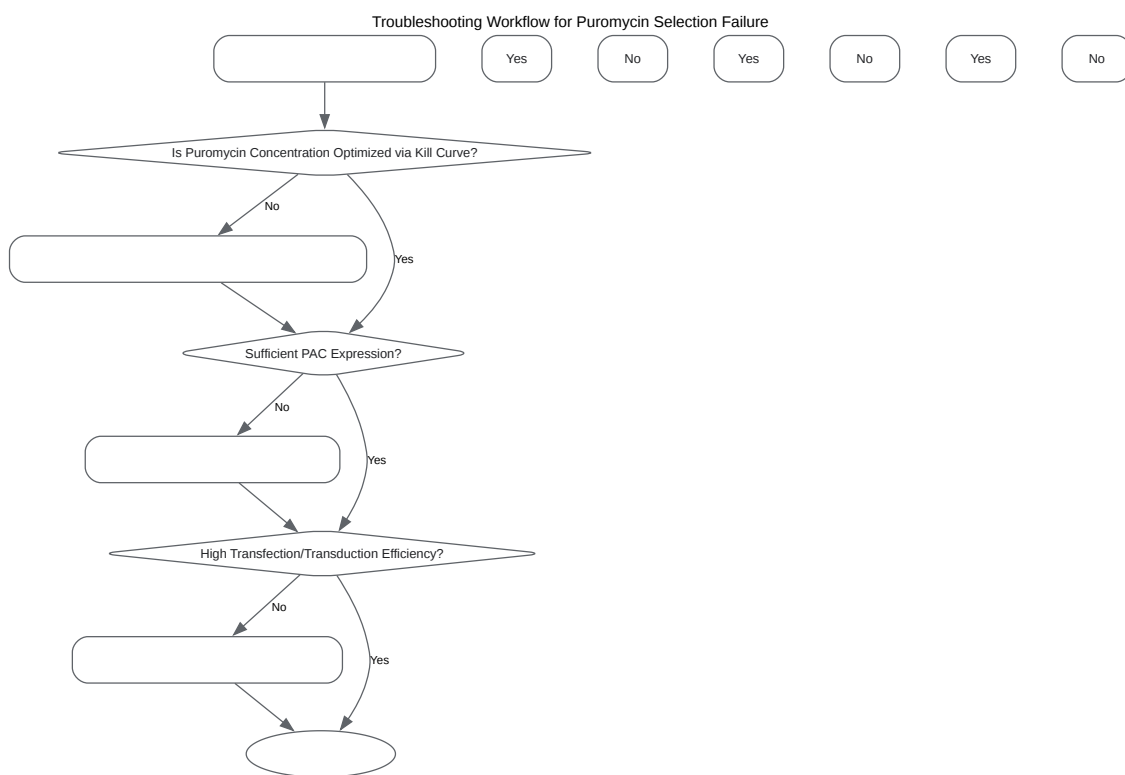 Troubleshooting Workflow for Puromycin Selection Failure
Yes
No
Yes
No
Yes
No
Is Puromycin Concentration Optimized via Kill Curve?
No
Yes
Sufficient PAC Expression?
No
Yes
High Transfection/Transduction Efficiency?
No
Yes